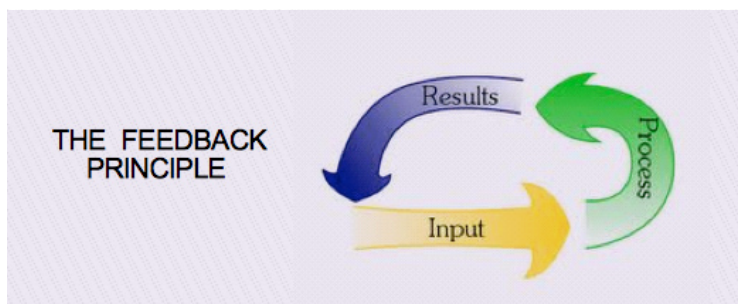 THE FEEDBACK
PRINCIPLE
Results
Process
Input